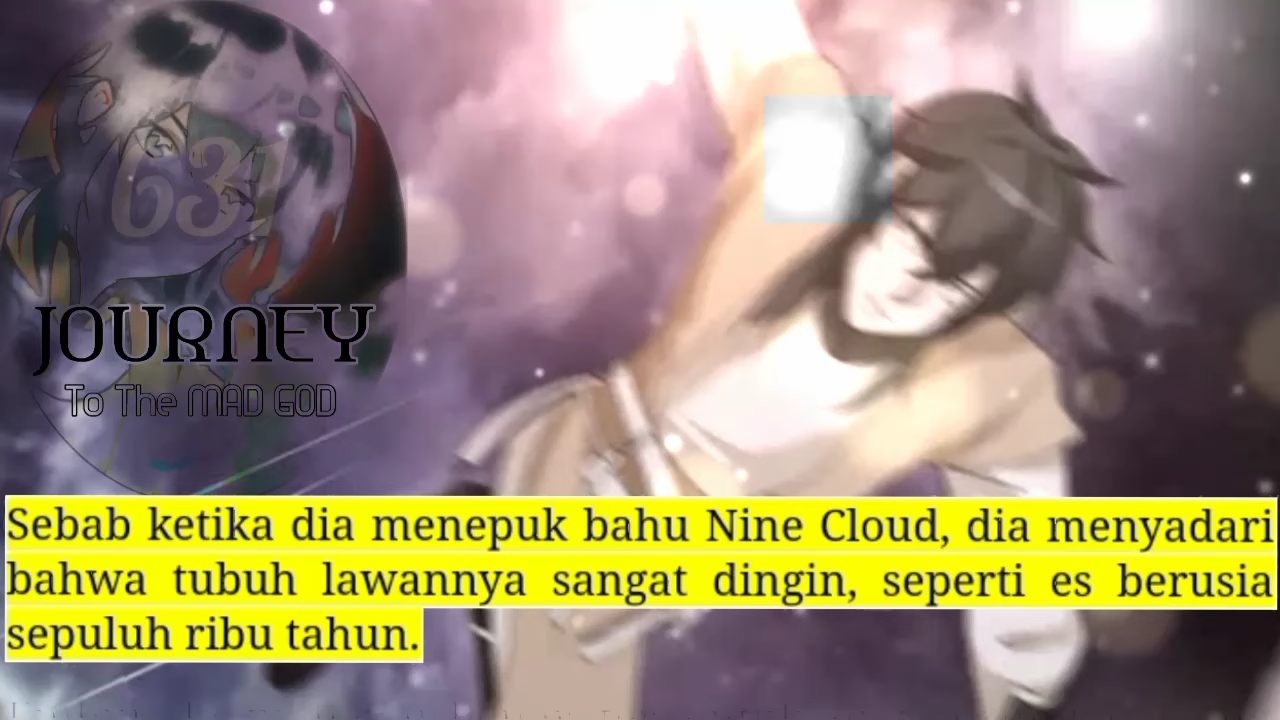 631
JOURNEY
To The MAD GOD
Sebab ketika dia menepuk bahu Nine Cloud, dia menyadari
bahwa tubuh lawannya sangat dingin, seperti es berusia
sepuluh ribu tahun.